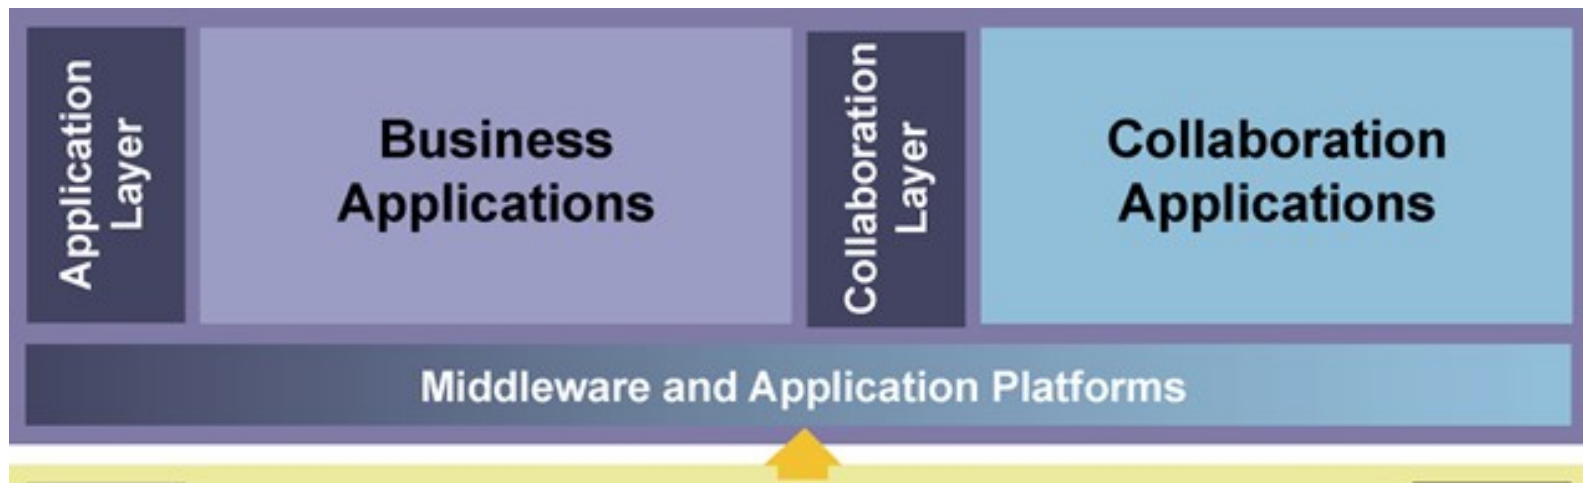 Application
Layer
Business
Applications
Collaboration
Layer
Collaboration
Applications
Middleware and Application Platforms